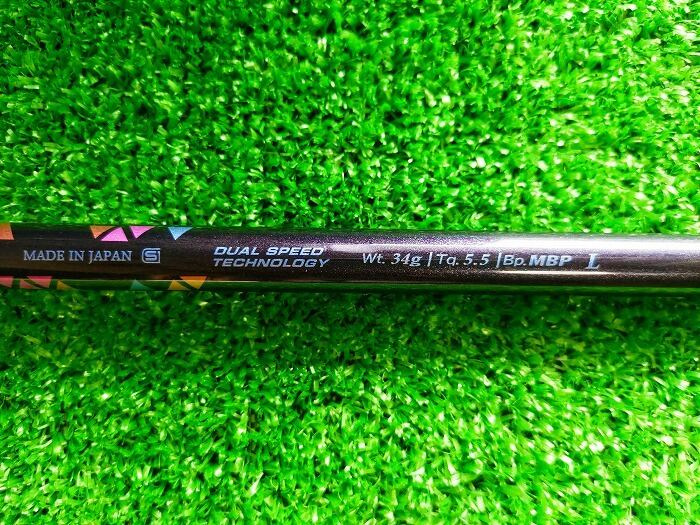 MADE IN JAPAN S DUAL SPEED
TECHNOLOGY Wt. 34g | Tq. 5.5 | Bp. MBP L